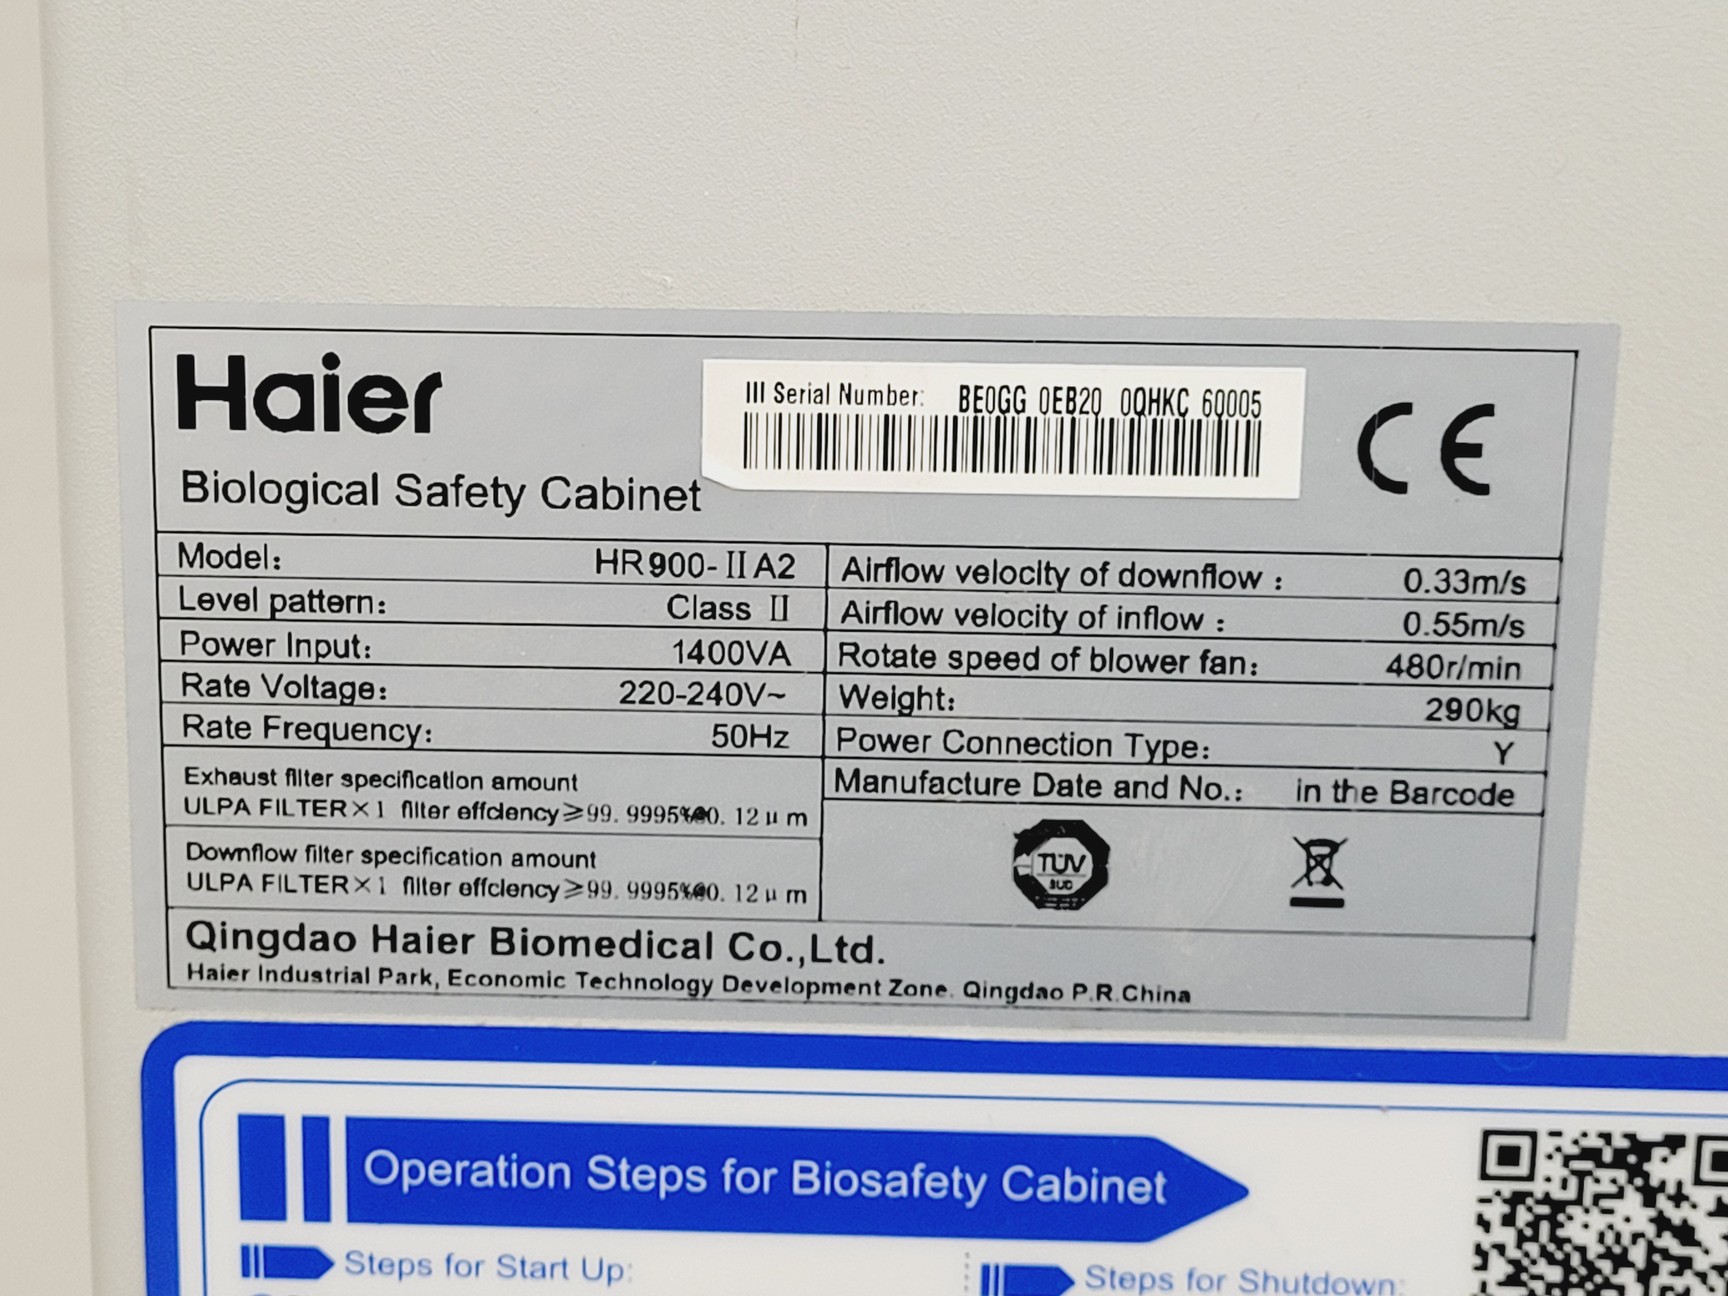 Haier
III Serial Number: BE0GG 0EB20 0QHKC 60005
CE
Biological Safety Cabinet
Model: HR900-ⅡA2
Level pattern: Class Ⅱ
Power Input: 1400VA
Rate Voltage: 220-240V~
Rate Frequency: 50Hz
Exhaust filter specification amount
ULPA FILTER×1 filter effciency≥99.9995%@0.12μm
Downflow filter specification amount
ULPA FILTER×1 filter effciency≥99.9995%@0.12μm
Airflow velocity of downflow: 0.33m/s
Airflow velocity of inflow: 0.55m/s
Rotate speed of blower fan: 480r/min
Weight: 290kg
Power Connection Type: Y
Manufacture Date and No.: in the Barcode
TÜV
SUD
Qingdao Haier Biomedical Co.,Ltd.
Haier Industrial Park, Economic Technology Development Zone. Qingdao P.R.China
Operation Steps for Biosafety Cabinet
Steps for Start Up:
Steps for Shutdown: